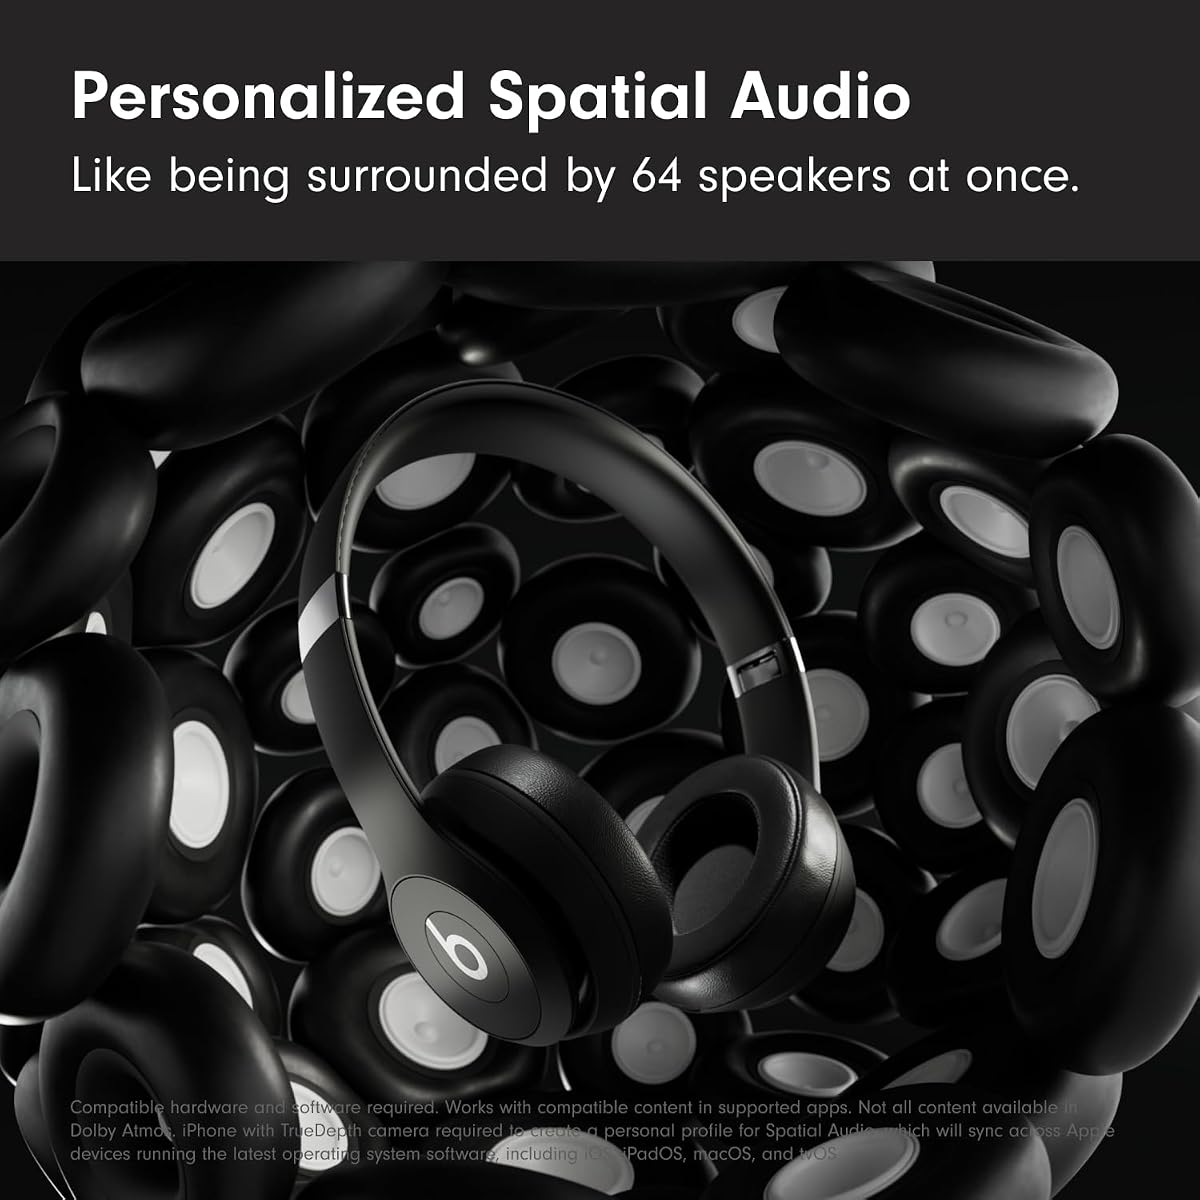 Personalized Spatial Audio
Like being surrounded by 64 speakers at once.
Compatible hardware and software required. Works with compatible content in supported apps. Not all content available in
Dolby Atmos. iPhone with TrueDepth camera required to create a personal profile for Spatial Audio, which will sync across Apple
devices running the latest operating system software, including iOS, iPadOS, macOS, and tvOS.